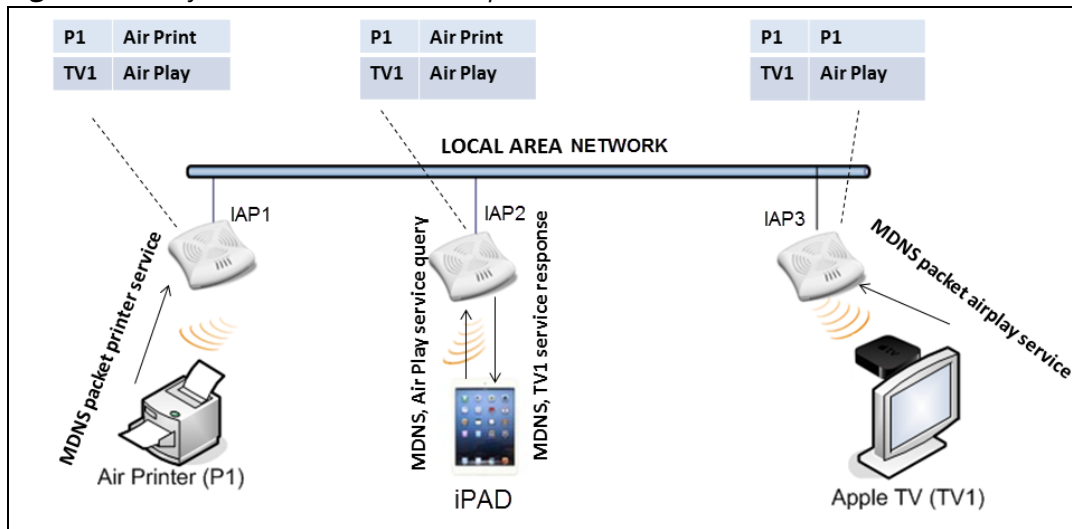 P1 Air Print
TV1 Air Play
P1 Air Print
TV1 Air Play
P1 P1
TV1 Air Play
LOCAL AREA NETWORK
IAP1
IAP2
IAP3
MDNS packet printer service
MDNS, Air Play service query
MDNS, TV1 service response
MDNS packet airplay service
tv
Air Printer (P1)
iPAD
Apple TV (TV1)